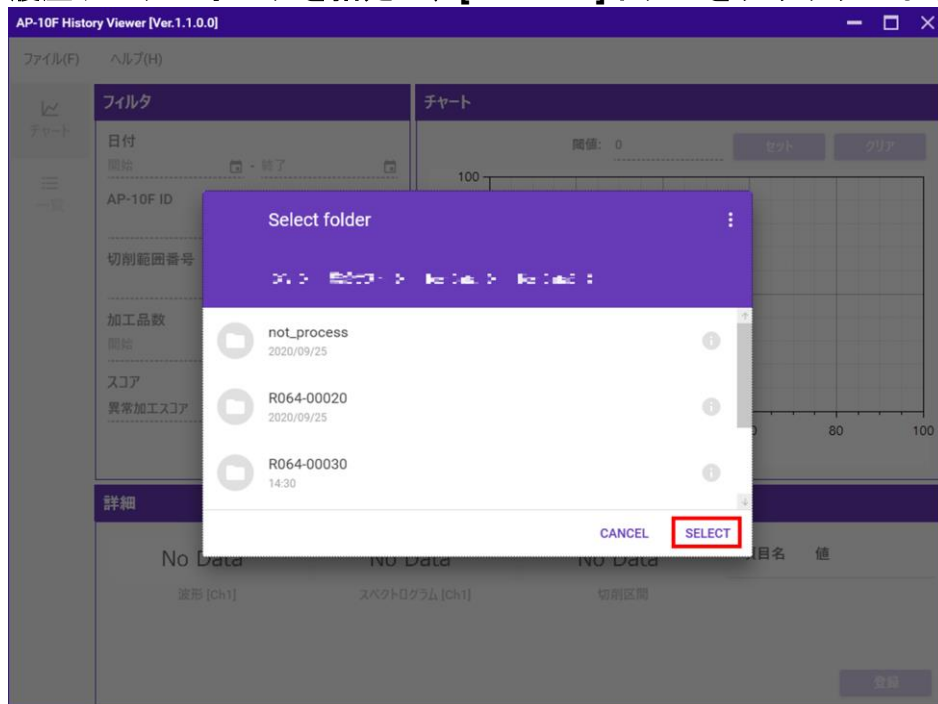 AP-10F History Viewer [Ver.1.1.0.0]
ファイル(F) ヘルプ(H)
チャート
フィルタ
日付
開始 - 終了
AP-10F ID
切削範囲番号
加工品数
開始
スコア
異常加工スコア
チャート
閾値: 0 セット クリア
100
80 100
Select folder
not_process
2020/09/25
R064-00020
2020/09/25
R064-00030
14:30
CANCEL SELECT
詳細
No Data No Data No Data
波形 [Ch1] スペクトログラム [Ch1] 切削区間
項目名 値
登録